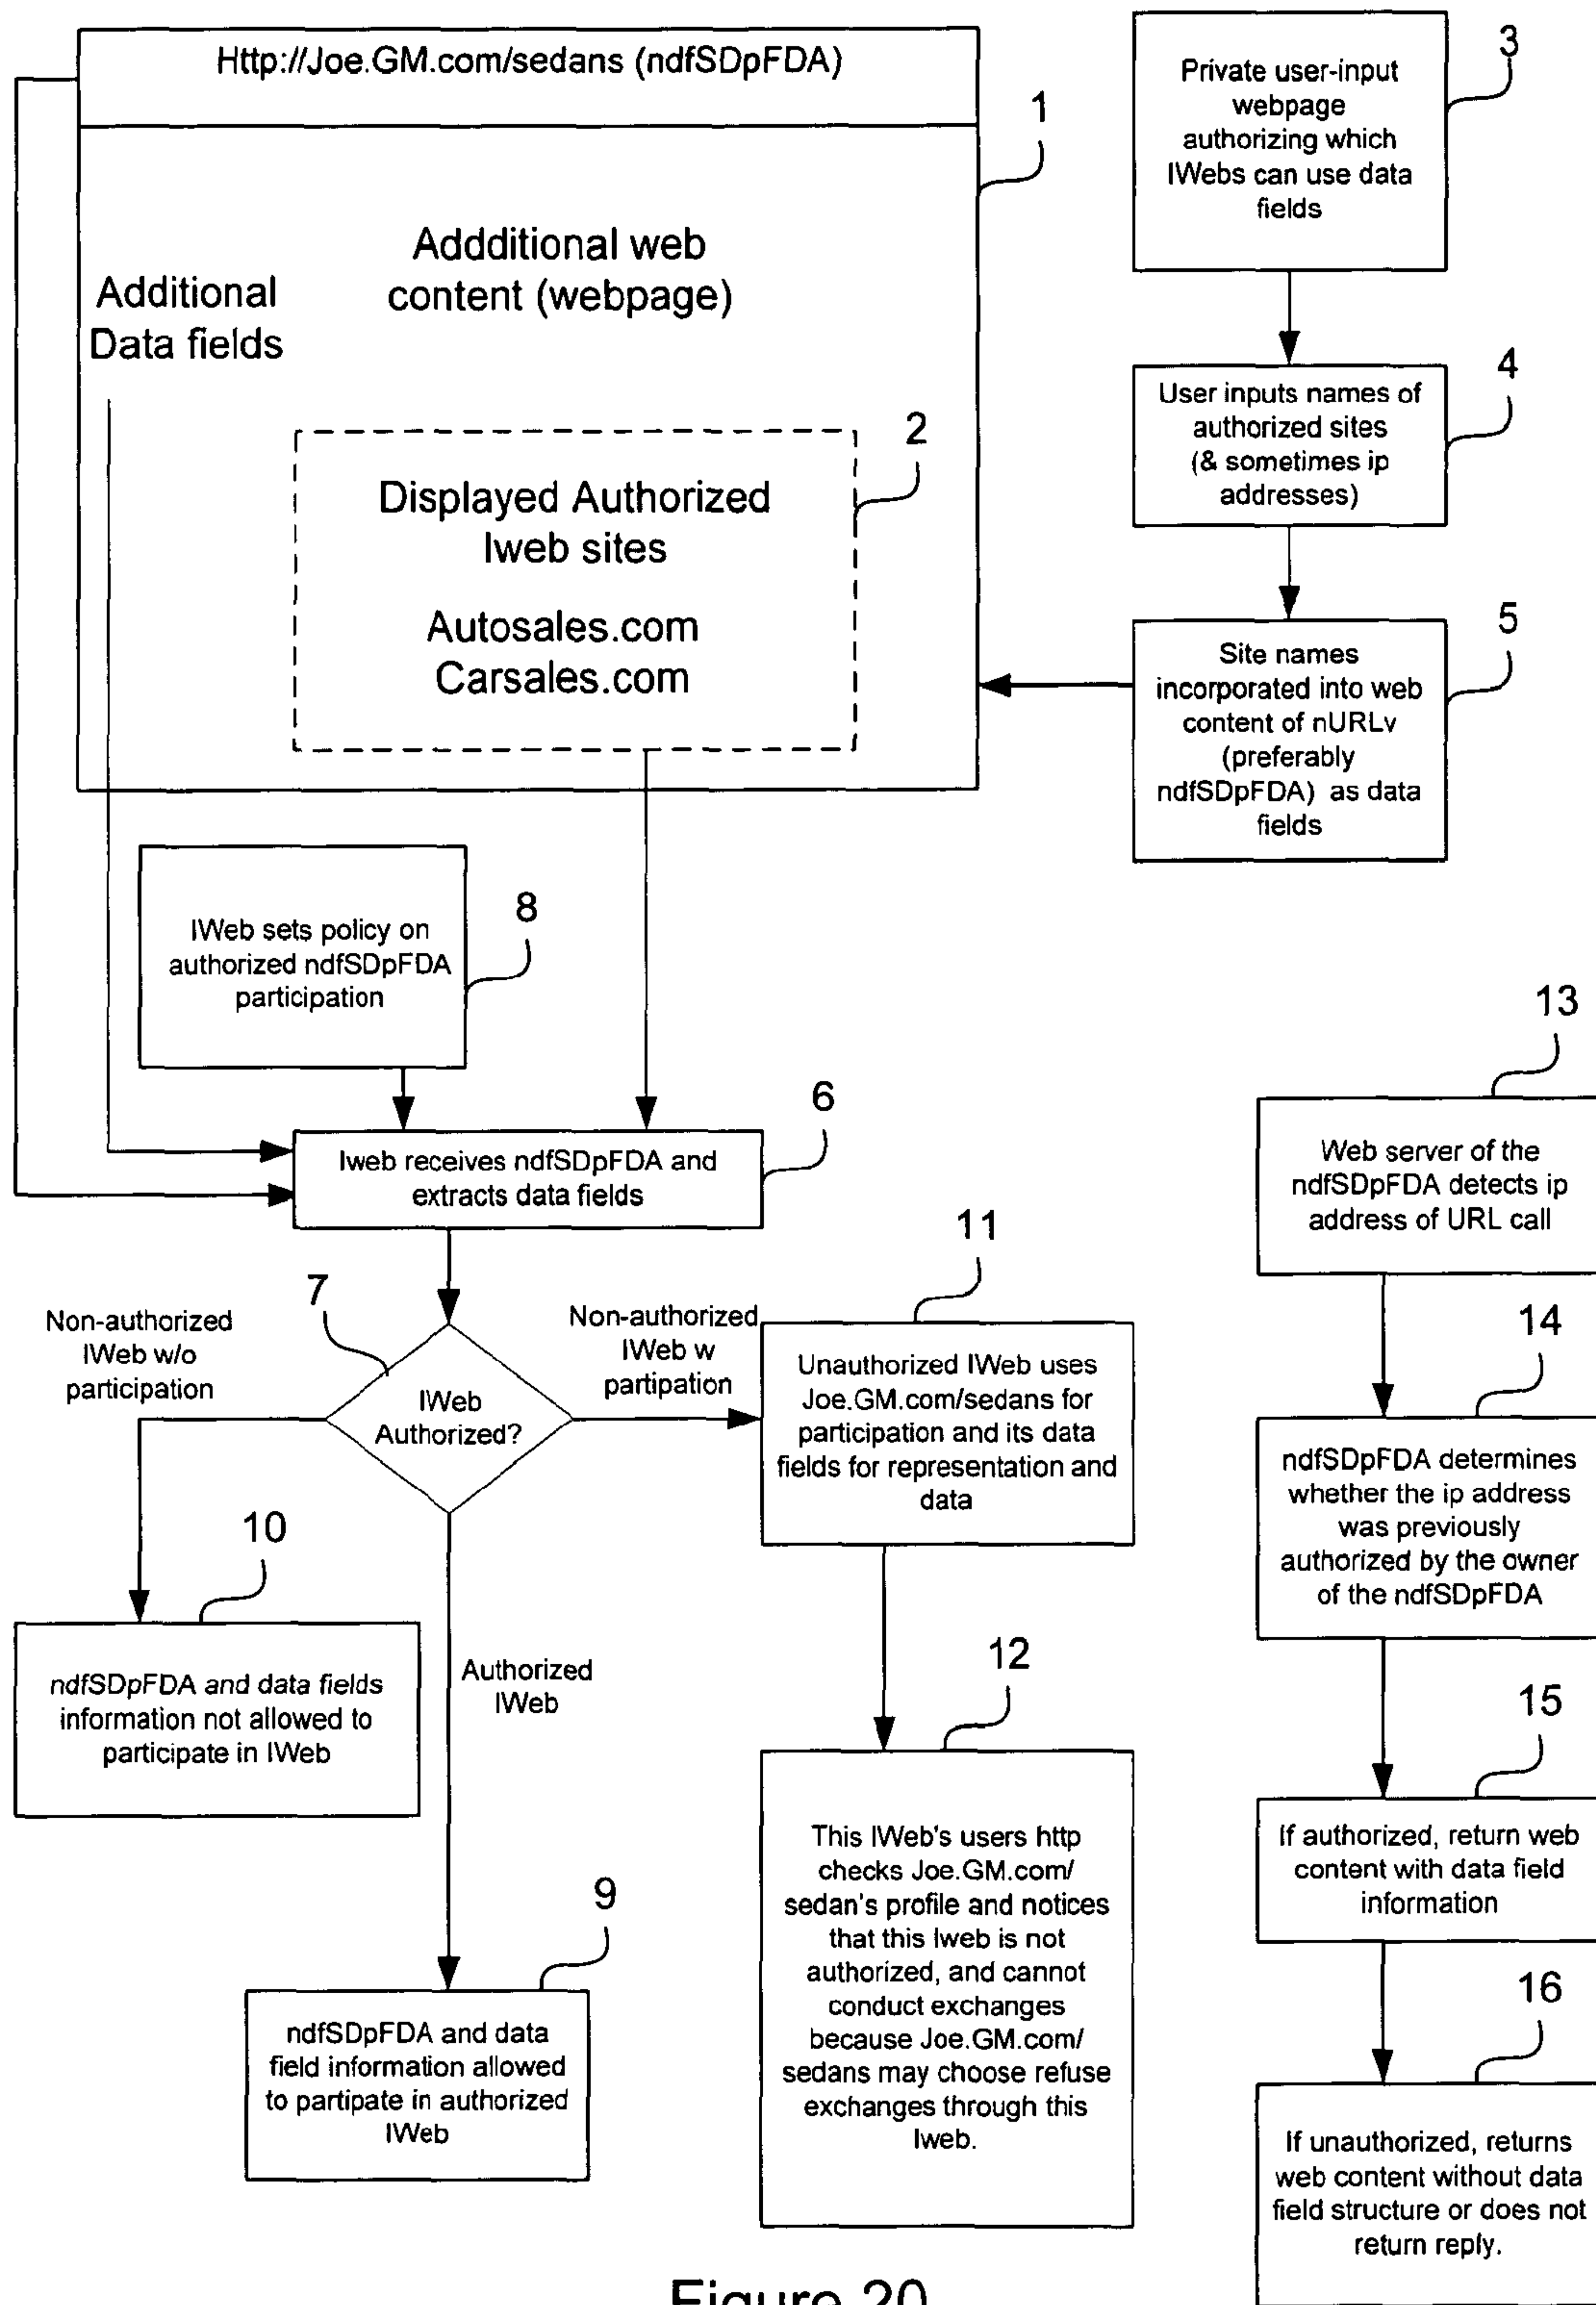 Http://Joe.GM.com/sedans (ndfSDpFDA)
1
Addditional web
content (webpage)
Additional
Data fields
2
Displayed Authorized
Iweb sites
Autosales.com
Carsales.com
3
Private user-input
webpage
authorizing which
IWebs can use data
fields
4
User inputs names of
authorized sites
(& sometimes ip
addresses)
5
Site names
incorporated into web
content of nURLv
(preferably
ndfSDpFDA) as data
fields
8
IWeb sets policy on
authorized ndfSDpFDA
participation
6
Iweb receives ndfSDpFDA and
extracts data fields
7
IWeb
Authorized?
Non-authorized
IWeb w/o
participation
Non-authorized
IWeb w
partipation
Authorized
IWeb
10
ndfSDpFDA and data fields
information not allowed to
participate in IWeb
9
ndfSDpFDA and data
field information allowed
to partipate in authorized
IWeb
11
Unauthorized IWeb uses
Joe.GM.com/sedans for
participation and its data
fields for representation and
data
12
This IWeb's users http
checks Joe.GM.com/
sedan's profile and notices
that this Iweb is not
authorized, and cannot
conduct exchanges
because Joe.GM.com/
sedans may choose refuse
exchanges through this
Iweb.
13
Web server of the
ndfSDpFDA detects ip
address of URL call
14
ndfSDpFDA determines
whether the ip address
was previously
authorized by the owner
of the ndfSDpFDA
15
If authorized, return web
content with data field
information
16
If unauthorized, returns
web content without data
field structure or does not
return reply.
Figure 20